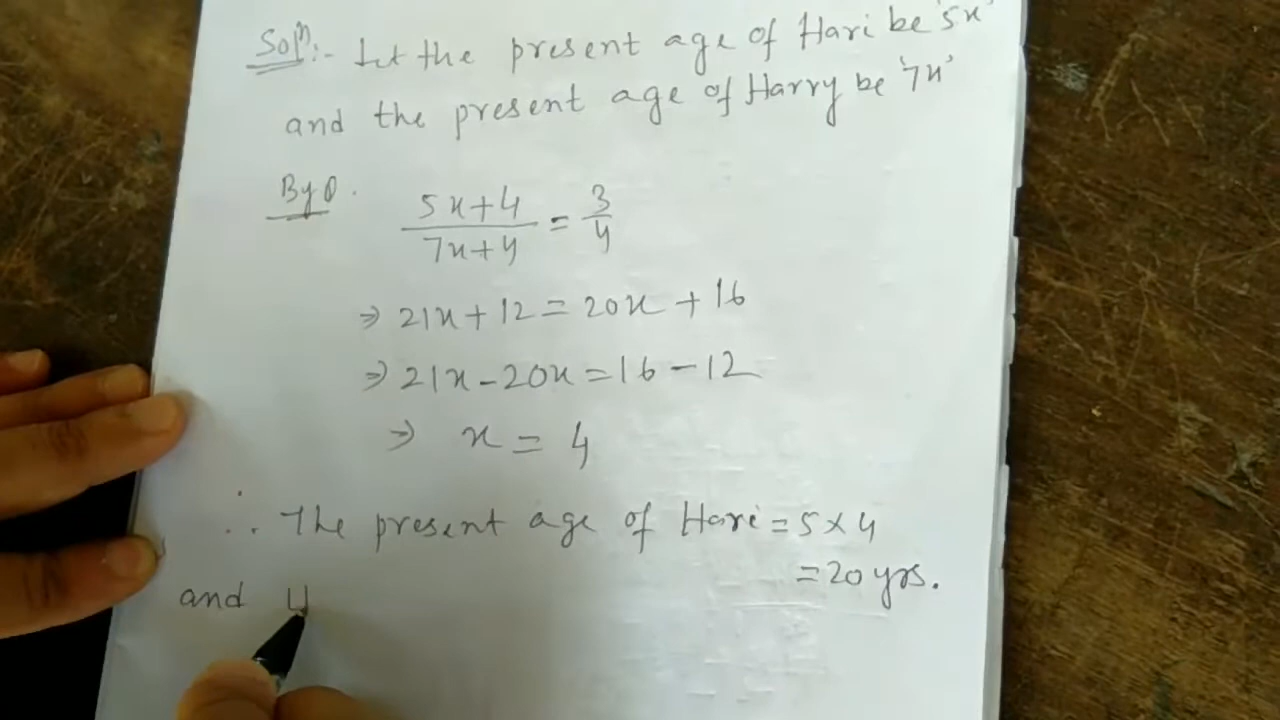 Solⁿ:- Let the present age of Hari be '5x'
and the present age of Harry be '7x'
By Q.
5x+4/7x+4 = 3/4
⇒ 21x+12=20x+16
⇒ 21x-20x=16-12
⇒ x = 4
∴ The present age of Hari = 5×4
= 20 yrs.
and